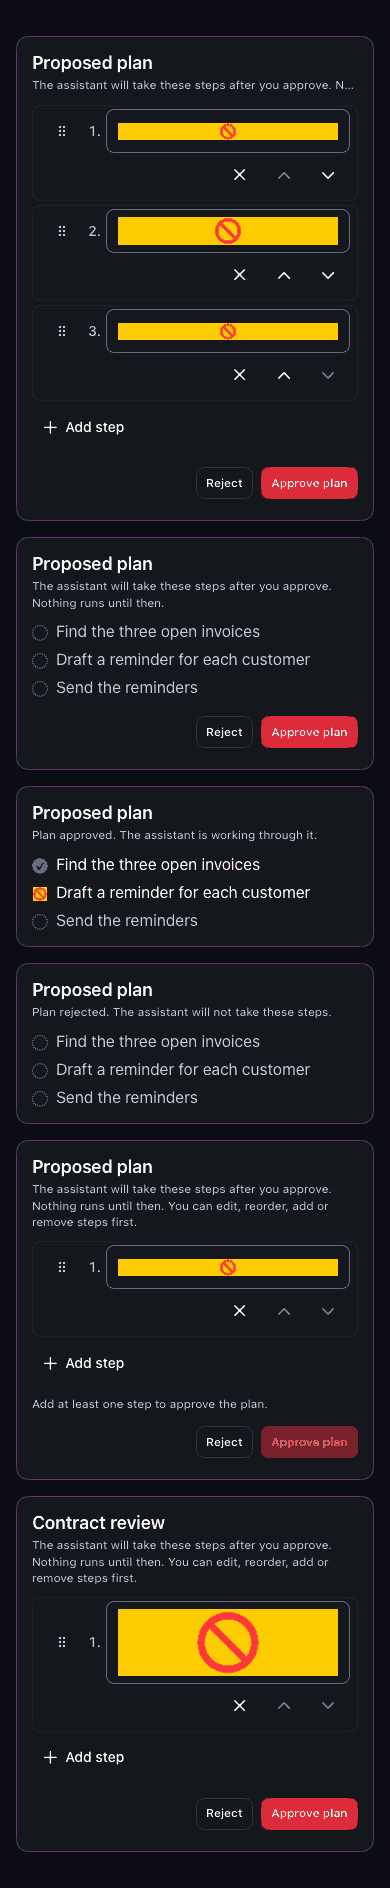 Proposed plan
The assistant will take these steps after you approve. N...
1.
2.
3.
Add step
Reject
Approve plan
Proposed plan
The assistant will take these steps after you approve.
Nothing runs until then.
Find the three open invoices
Draft a reminder for each customer
Send the reminders
Reject
Approve plan
Proposed plan
Plan approved. The assistant is working through it.
Find the three open invoices
Draft a reminder for each customer
Send the reminders
Proposed plan
Plan rejected. The assistant will not take these steps.
Find the three open invoices
Draft a reminder for each customer
Send the reminders
Proposed plan
The assistant will take these steps after you approve.
Nothing runs until then. You can edit, reorder, add or
remove steps first.
1.
Add step
Add at least one step to approve the plan.
Reject
Approve plan
Contract review
The assistant will take these steps after you approve.
Nothing runs until then. You can edit, reorder, add or
remove steps first.
1.
Add step
Reject
Approve plan